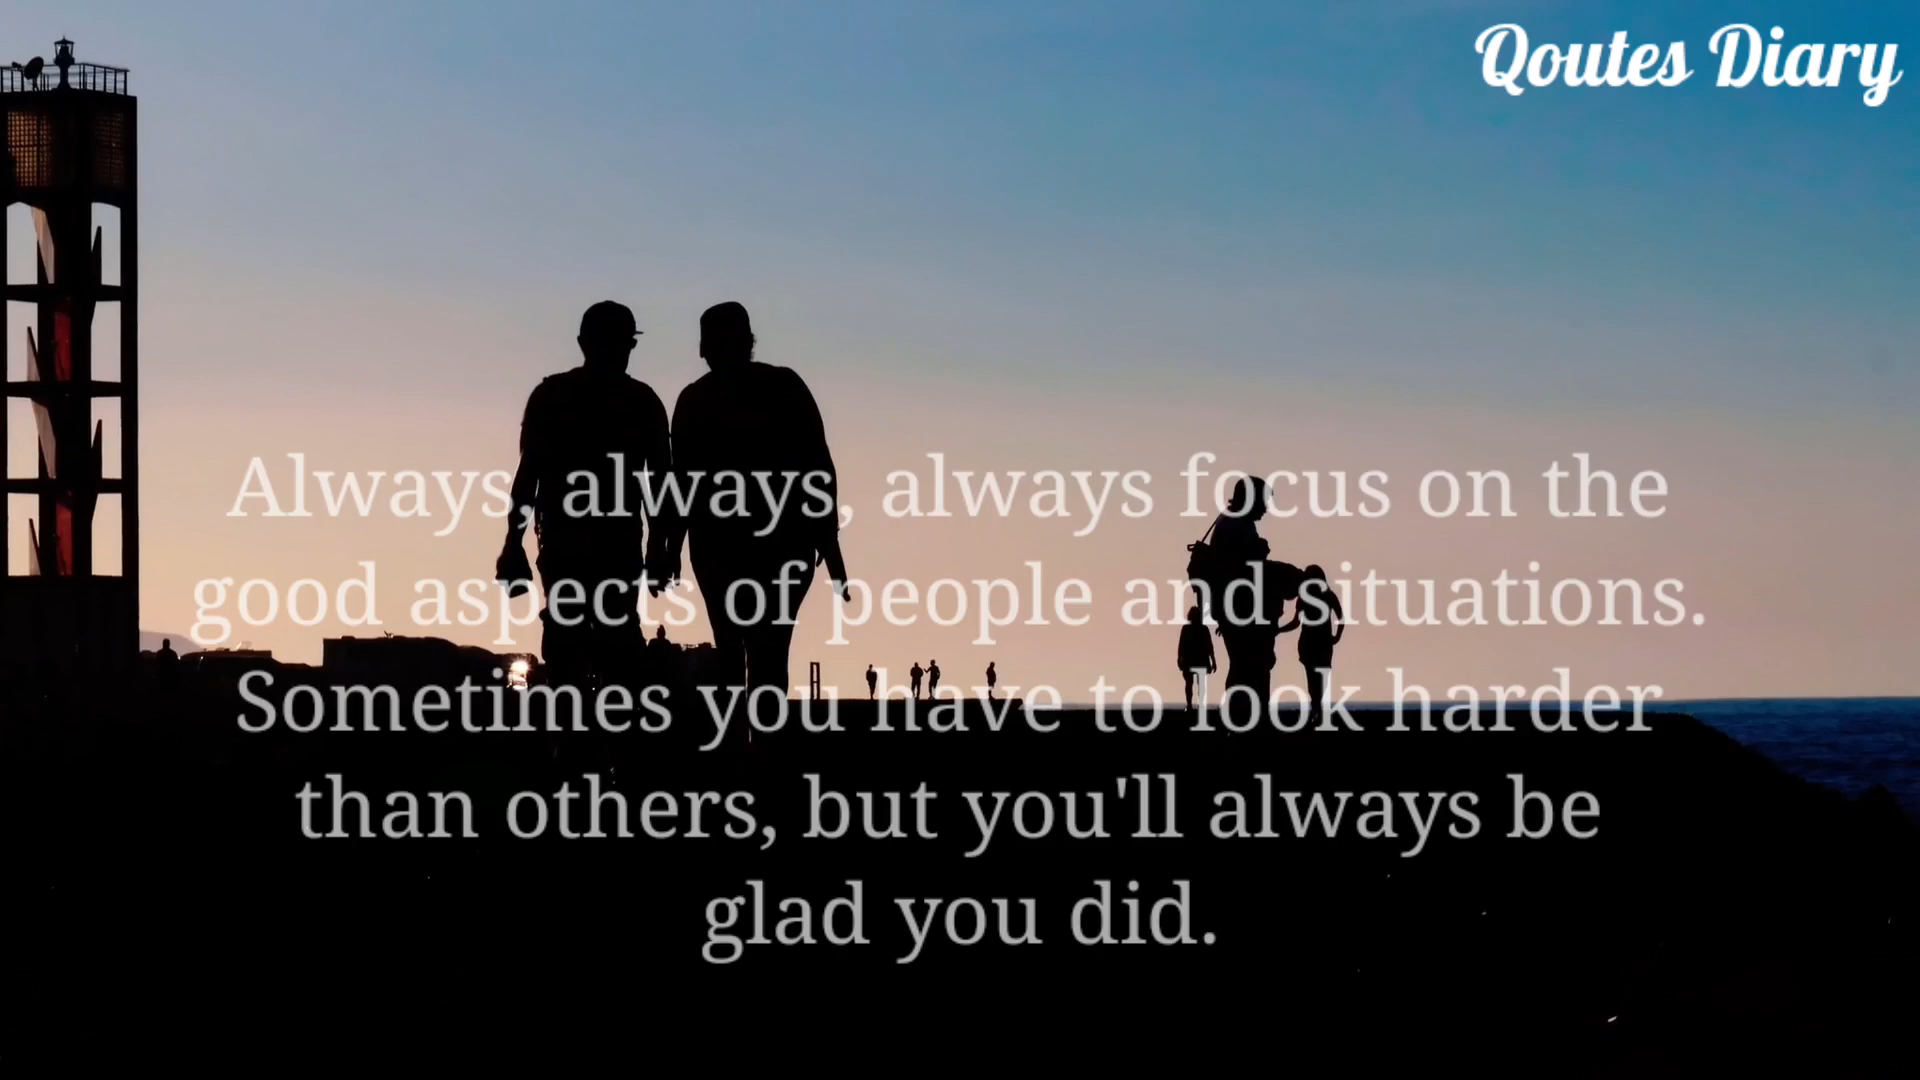 Qoutes Diary
Always, always, always focus on the
good aspects of people and situations.
Sometimes you have to look harder
than others, but you'll always be
glad you did.